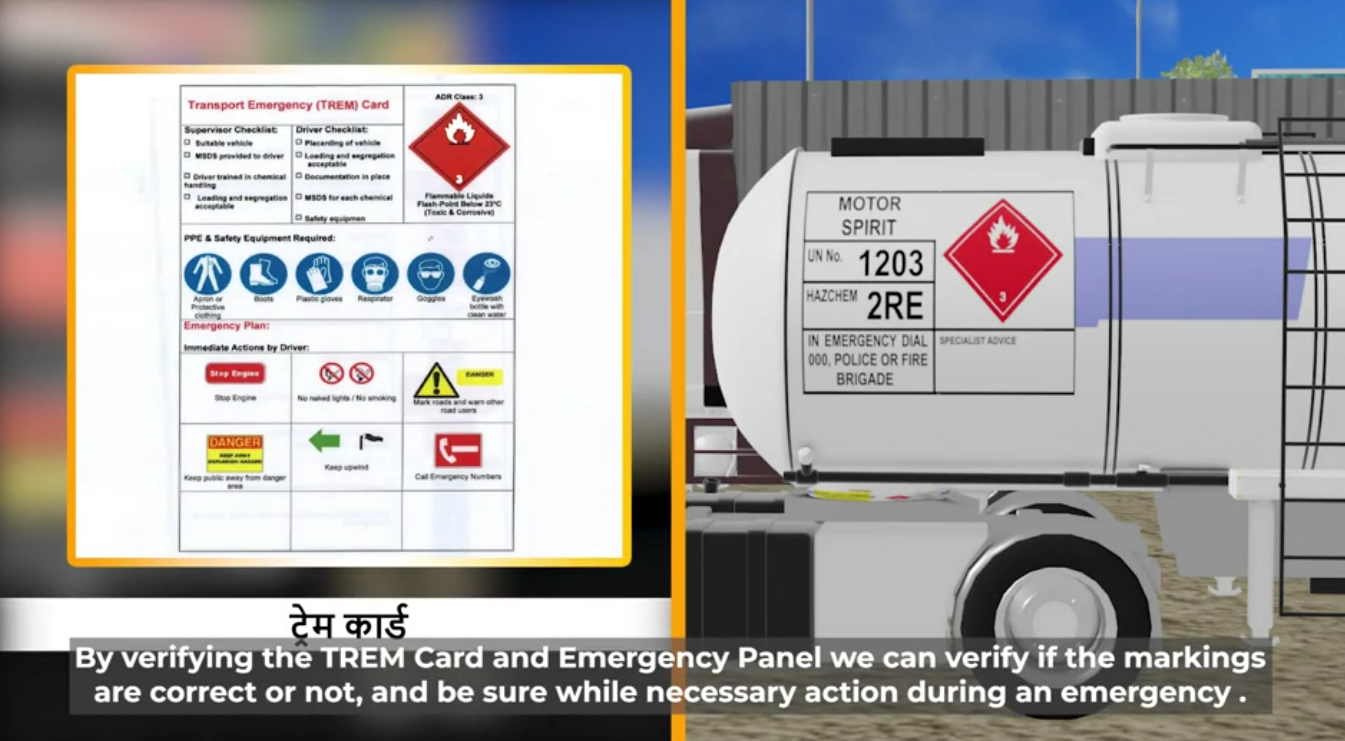 Transport Emergency (TREM) Card
Supervisor Checklist:
Suitable vehicle
MSDS provided to driver
Driver trained in chemical
handling
Loading and segregation
acceptable
Driver Checklist:
Placarding of vehicle
Loading and segregation
acceptable
Documentation in place
MSDS for each chemical
Safety equipmen
ADR Class: 3
3
Flammable Liquids
Flash-Point Below 23°C
(Toxic & Corrosive)
PPE & Safety Equipment Required:
Apron or
Protective
clothing
Boots
Plastic gloves
Respirator
Goggles
Eyewash
bottle with
clean water
Emergency Plan:
Immediate Actions by Driver:
Stop Engine
Stop Engine
No naked lights / No smoking
DANGER
Mark roads and warn other
road users
DANGER
KEEP AWAY
EXPLOSION HAZARD
Keep public away from danger
area
Keep upwind
Call Emergency Numbers
ट्रेम कार्ड
MOTOR
SPIRIT
UN No. 1203
HAZCHEM 2RE
3
IN EMERGENCY DIAL
000, POLICE OR FIRE
BRIGADE
SPECIALIST ADVICE
By verifying the TREM Card and Emergency Panel we can verify if the markings
are correct or not, and be sure while necessary action during an emergency .